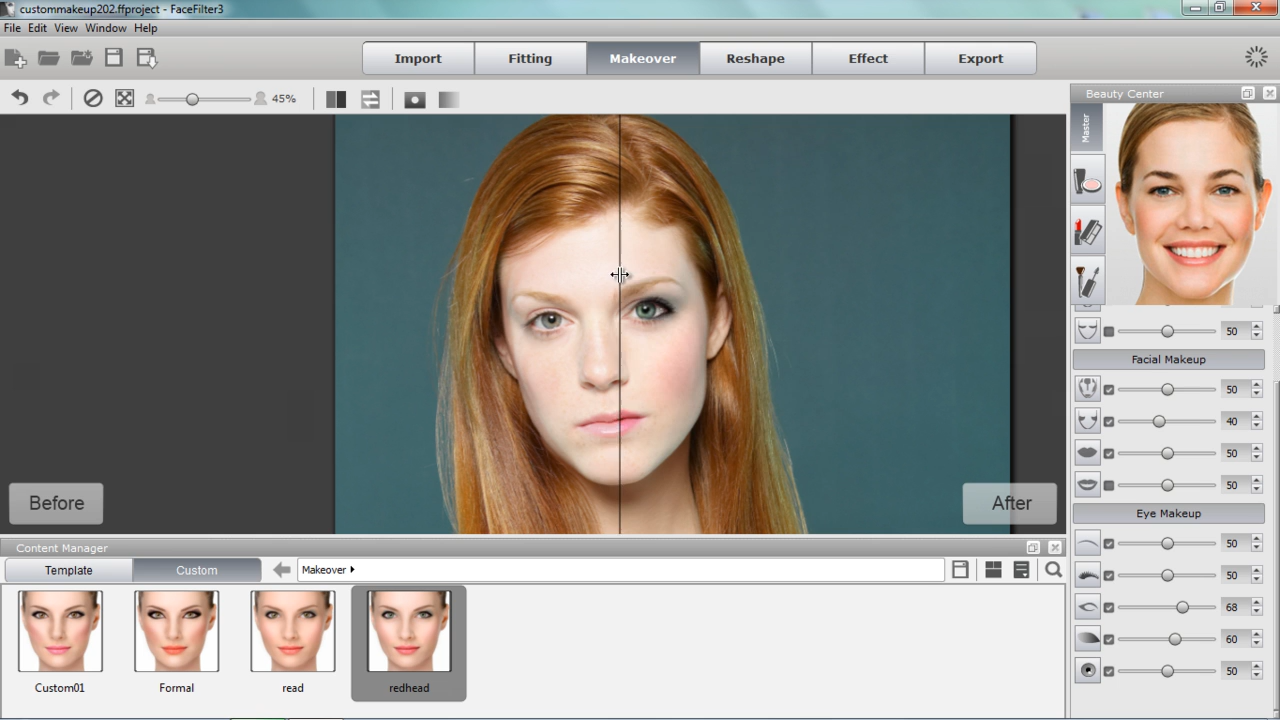 custommakeup202.ffproject - FaceFilter3
File Edit View Window Help
Import Fitting Makeover Reshape Effect Export
45%
Beauty Center
Master
50
Facial Makeup
50
40
50
50
Eye Makeup
50
50
68
60
50
Before
After
Content Manager
Template Custom Makeover
Custom01 Formal read redhead